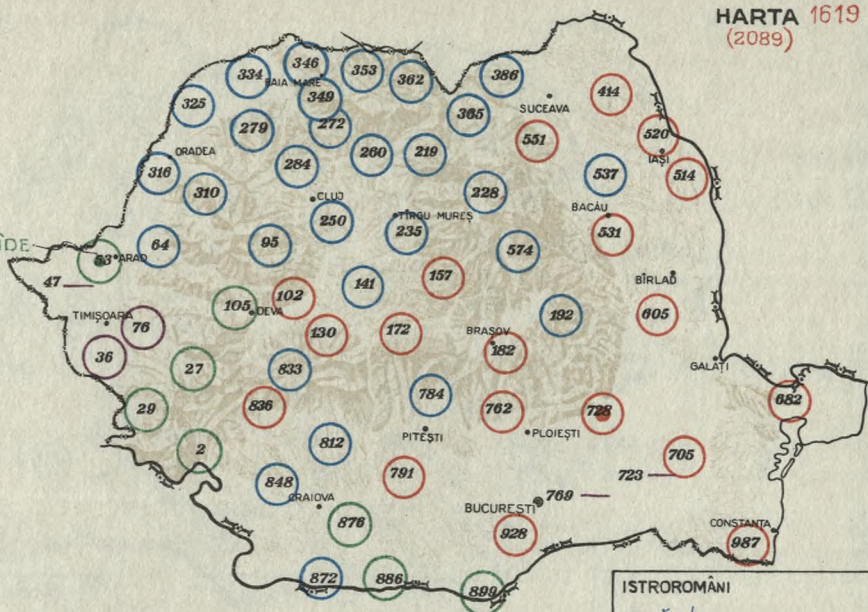 HARTA 1619
(2089)
346
353
334
BAIA MARE
362
386
414
325
349
SUCEAVA
365
279
272
551
520
ORADEA
IAȘI
284
260
219
316
537
514
310
228
CLUJ
TÎRGU MUREȘ
BACĂU
250
235
531
ÎDE
64
95
574
83
ARAD
47
141
157
BÎRLAD
102
105
DEVA
TIMIȘOARA
76
130
172
192
605
BRAȘOV
182
36
27
833
GALAȚI
29
836
784
762
728
682
PITEȘTI
PLOIEȘTI
2
812
705
848
791
723
CRAIOVA
769
BUCUREȘTI
876
928
CONSTANȚA
987
872
886
899
ISTROROMÂNI